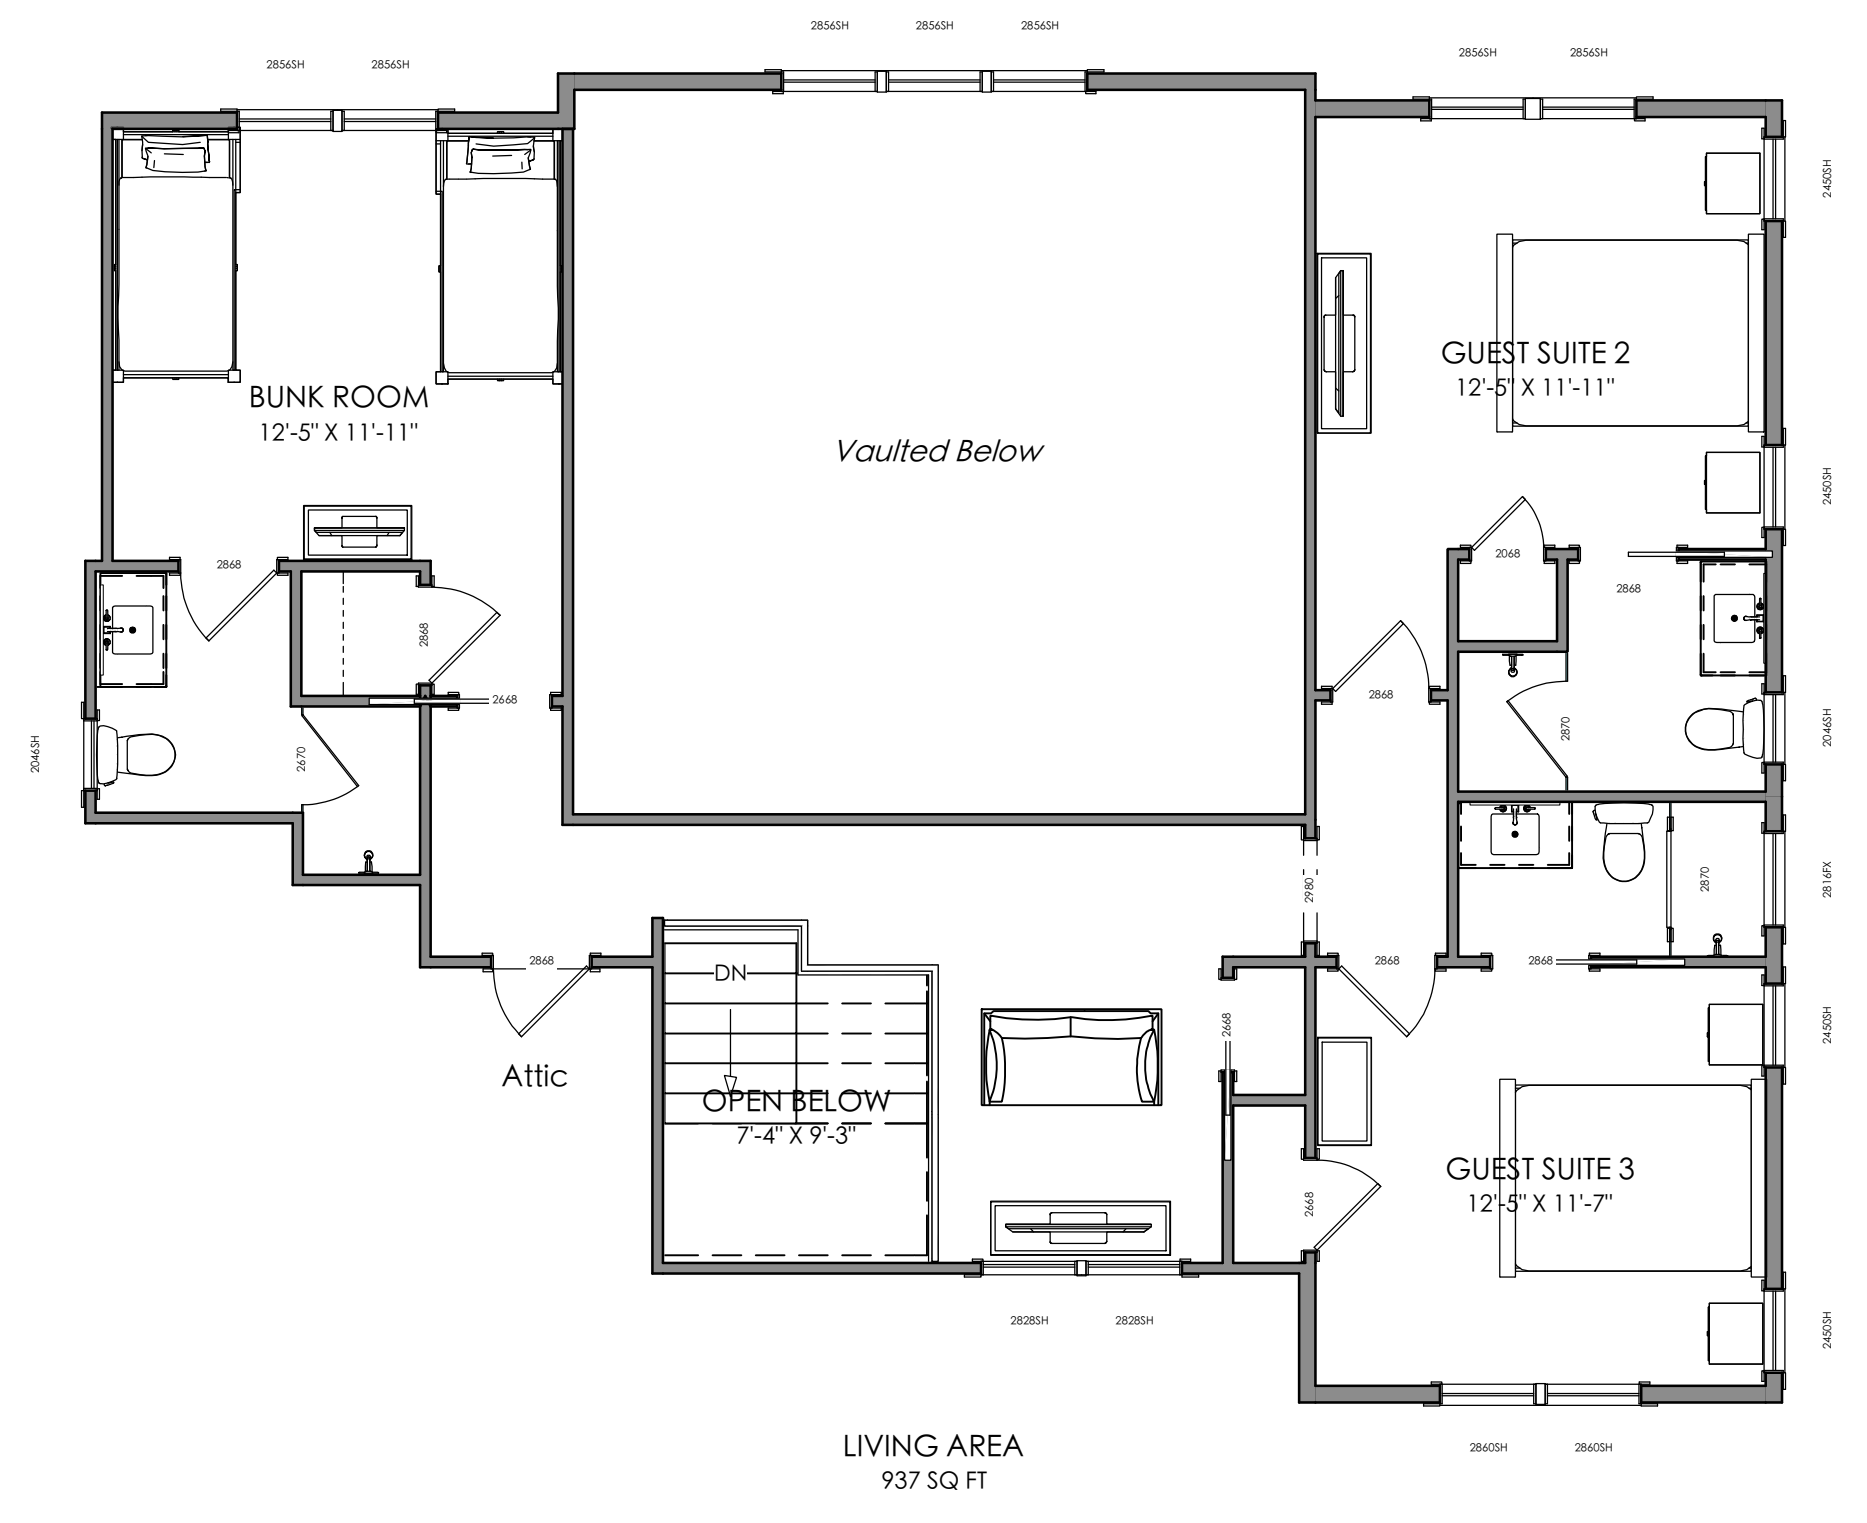 2856SH 2856SH 2856SH
2856SH 2856SH
2856SH 2856SH
2450SH
GUEST SUITE 2
12'-5" X 11'-11"
BUNK ROOM
12'-5" X 11'-11"
Vaulted Below
2450SH
2868
2068
2868
2868
2668
2868
2670
2046SH
2870
2046SH
2980
2870
2816FX
2868
2868
2868
DN
2668
2450SH
Attic
OPEN BELOW
7'-4" X 9'-3"
GUEST SUITE 3
12'-5" X 11'-7"
2668
2828SH 2828SH
2450SH
LIVING AREA
937 SQ FT
2860SH 2860SH